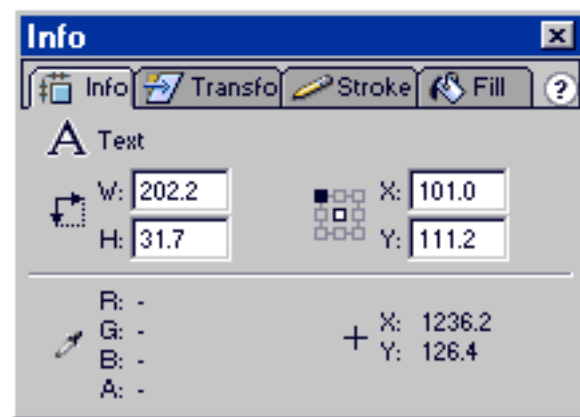 Info
Info Transfo Stroke Fill ?
A Text
W: 202.2 X: 101.0
H: 31.7 Y: 111.2
R: - X: 1236.2
G: - Y: 126.4
B: -
A: -